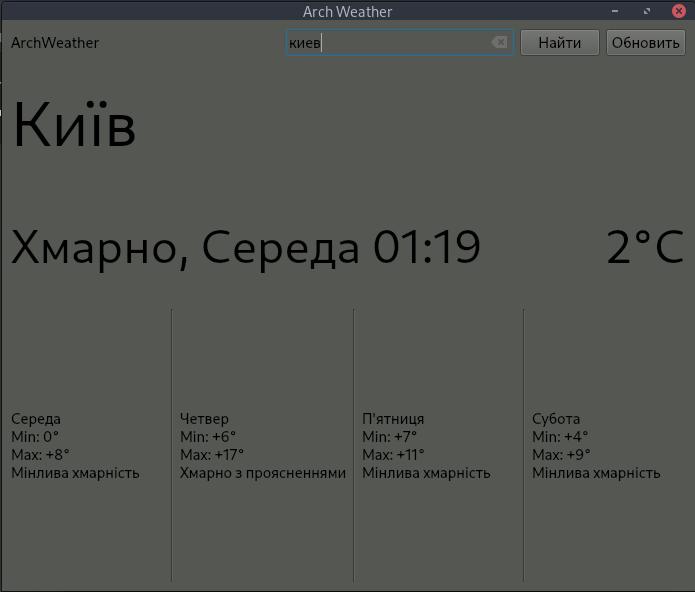 Arch Weather
ArchWeather
киев
Найти
Обновить
Київ
Хмарно, Середа 01:19
2°C
Середа
Min: 0°
Max: +8°
Мінлива хмарність
Четвер
Min: +6°
Max: +17°
Хмарно з проясненнями
П'ятниця
Min: +7°
Max: +11°
Мінлива хмарність
Субота
Min: +4°
Max: +9°
Мінлива хмарність